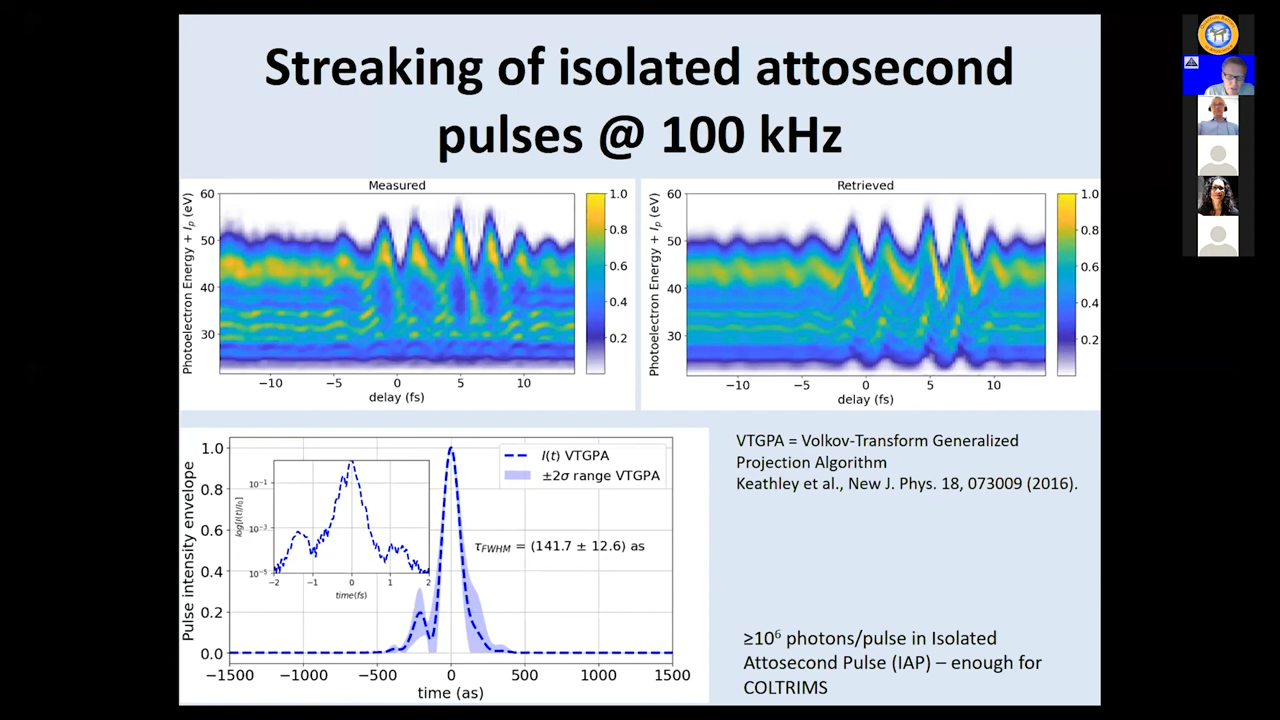 Streaking of isolated attosecond
pulses @ 100 kHz
Measured
Photoelectron Energy + Ip (eV)
60
50
40
30
−10
−5
0
5
10
delay (fs)
1.0
0.8
0.6
0.4
0.2
Retrieved
Photoelectron Energy + Ip (eV)
60
50
40
30
−10
−5
0
5
10
delay (fs)
1.0
0.8
0.6
0.4
0.2
Pulse intensity envelope
1.0
0.8
0.6
0.4
0.2
0.0
−1500
−1000
−500
0
500
1000
1500
time (as)
I(t) VTGPA
±2σ range VTGPA
τFWHM = (141.7 ± 12.6) as
log[I(t)/I0]
10−1
10−3
10−5
−2
−1
0
1
2
time(fs)
VTGPA = Volkov-Transform Generalized
Projection Algorithm
Keathley et al., New J. Phys. 18, 073009 (2016).
≥10⁶ photons/pulse in Isolated
Attosecond Pulse (IAP) – enough for
COLTRIMS